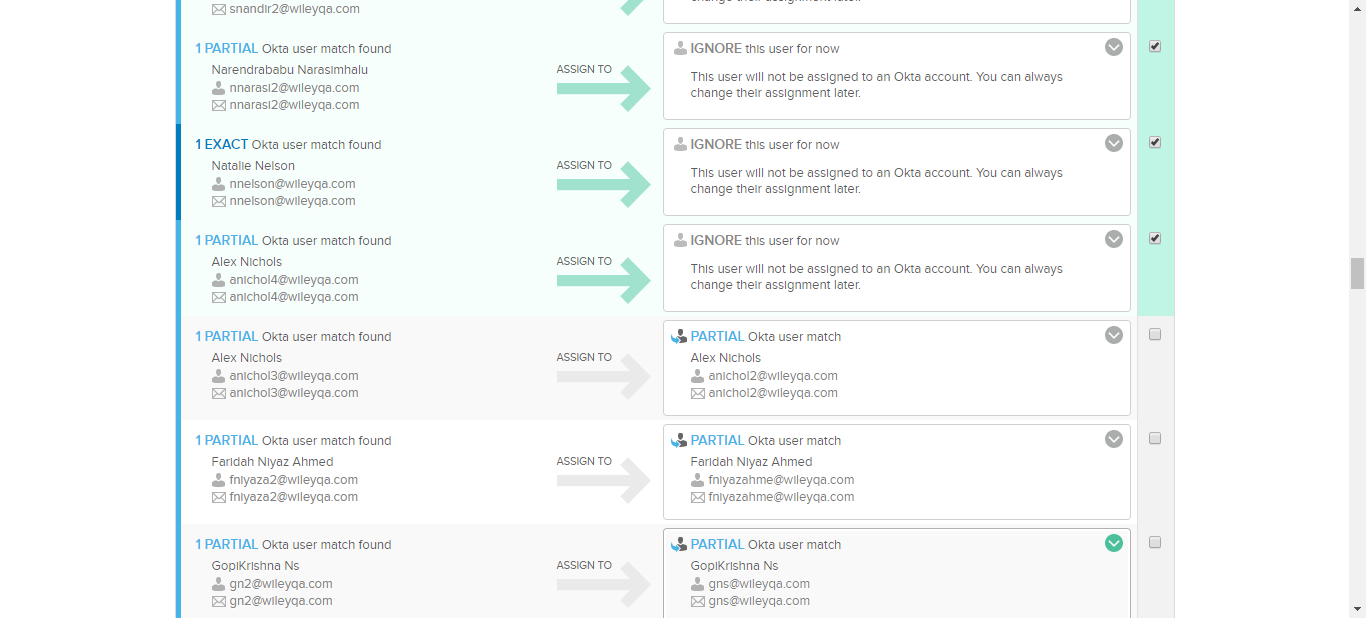 snandir2@wileyqa.com
change their assignment later.
1 PARTIAL Okta user match found
Narendrababu Narasimhalu
nnarasi2@wileyqa.com
nnarasi2@wileyqa.com
ASSIGN TO
IGNORE this user for now
This user will not be assigned to an Okta account. You can always
change their assignment later.
1 EXACT Okta user match found
Natalie Nelson
nnelson@wileyqa.com
nnelson@wileyqa.com
ASSIGN TO
IGNORE this user for now
This user will not be assigned to an Okta account. You can always
change their assignment later.
1 PARTIAL Okta user match found
Alex Nichols
anichol4@wileyqa.com
anichol4@wileyqa.com
ASSIGN TO
IGNORE this user for now
This user will not be assigned to an Okta account. You can always
change their assignment later.
1 PARTIAL Okta user match found
Alex Nichols
anichol3@wileyqa.com
anichol3@wileyqa.com
ASSIGN TO
PARTIAL Okta user match
Alex Nichols
anichol2@wileyqa.com
anichol2@wileyqa.com
1 PARTIAL Okta user match found
Faridah Niyaz Ahmed
fniyaza2@wileyqa.com
fniyaza2@wileyqa.com
ASSIGN TO
PARTIAL Okta user match
Faridah Niyaz Ahmed
fniyazahme@wileyqa.com
fniyazahme@wileyqa.com
1 PARTIAL Okta user match found
GopiKrishna Ns
gn2@wileyqa.com
gn2@wileyqa.com
ASSIGN TO
PARTIAL Okta user match
GopiKrishna Ns
gns@wileyqa.com
gns@wileyqa.com